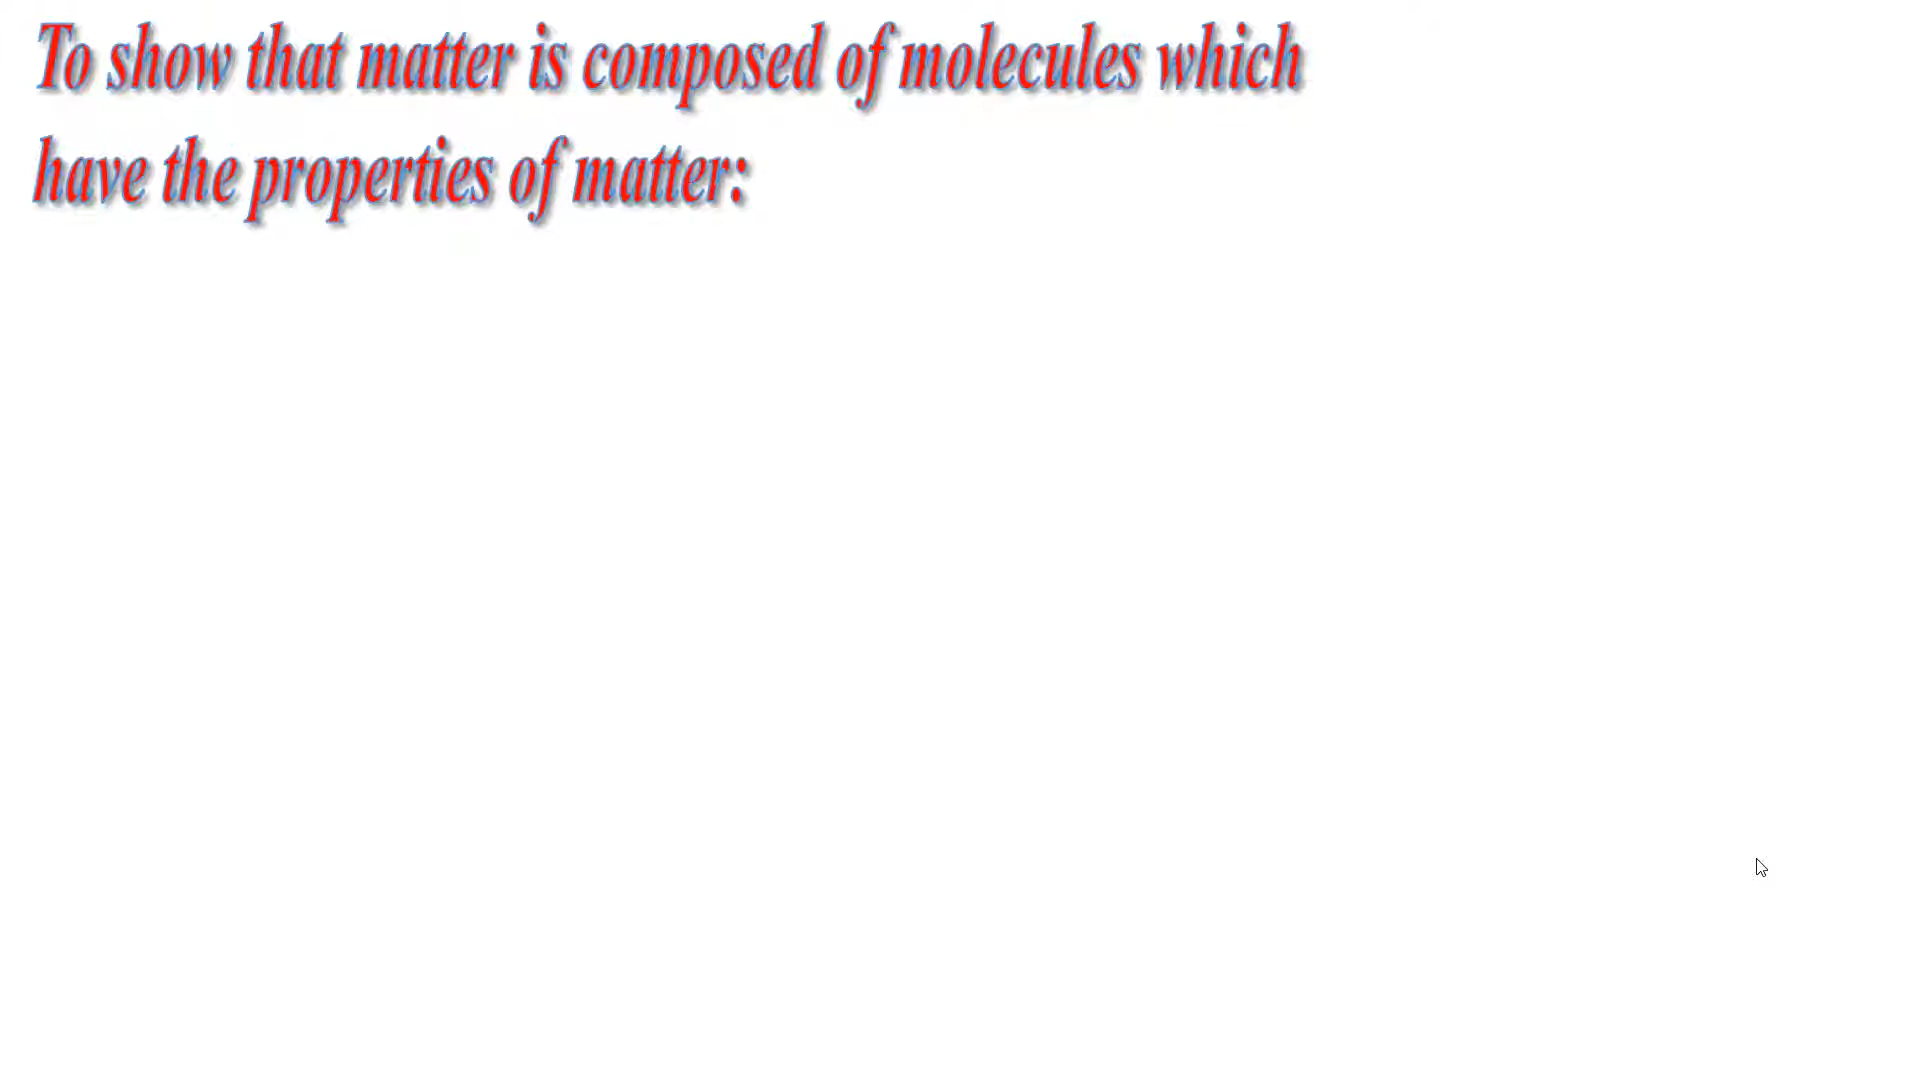 To show that matter is composed of molecules which
have the properties of matter: